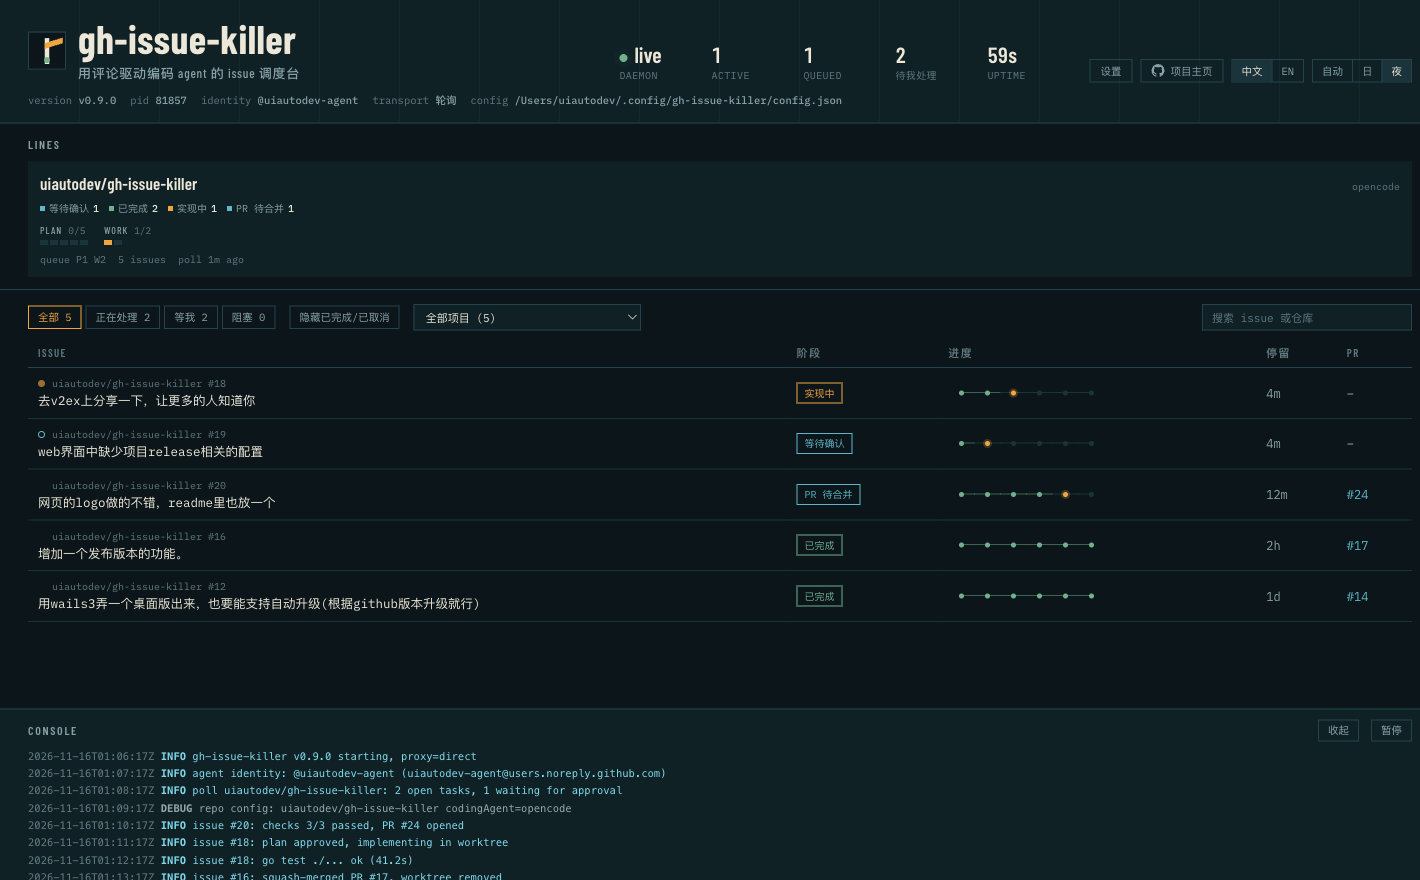 gh-issue-killer
用评论驱动编码 agent 的 issue 调度台
live 1 1 2 59s
DAEMON ACTIVE QUEUED 待我处理 UPTIME
设置 项目主页 中文 EN 自动 日 夜
version v0.9.0 pid 81857 identity @uiautodev-agent transport 轮询 config /Users/uiautodev/.config/gh-issue-killer/config.json
LINES
uiautodev/gh-issue-killer
opencode
等待确认 1 已完成 2 实现中 1 PR 待合并 1
PLAN 0/5 WORK 1/2
queue P1 W2 5 issues poll 1m ago
全部 5 正在处理 2 等我 2 阻塞 0 隐藏已完成/已取消 全部项目 (5) 搜索 issue 或仓库
ISSUE 阶段 进度 停留 PR
uiautodev/gh-issue-killer #18
去v2ex上分享一下，让更多的人知道你 实现中 4m –
uiautodev/gh-issue-killer #19
web界面中缺少项目release相关的配置 等待确认 4m –
uiautodev/gh-issue-killer #20
网页的logo做的不错，readme里也放一个 PR 待合并 12m #24
uiautodev/gh-issue-killer #16
增加一个发布版本的功能。 已完成 2h #17
uiautodev/gh-issue-killer #12
用wails3弄一个桌面版出来，也要能支持自动升级(根据github版本升级就行) 已完成 1d #14
CONSOLE 收起 暂停
2026-11-16T01:06:17Z INFO gh-issue-killer v0.9.0 starting, proxy=direct
2026-11-16T01:07:17Z INFO agent identity: @uiautodev-agent (uiautodev-agent@users.noreply.github.com)
2026-11-16T01:08:17Z INFO poll uiautodev/gh-issue-killer: 2 open tasks, 1 waiting for approval
2026-11-16T01:09:17Z DEBUG repo config: uiautodev/gh-issue-killer codingAgent=opencode
2026-11-16T01:10:17Z INFO issue #20: checks 3/3 passed, PR #24 opened
2026-11-16T01:11:17Z INFO issue #18: plan approved, implementing in worktree
2026-11-16T01:12:17Z INFO issue #18: go test ./... ok (41.2s)
2026-11-16T01:13:17Z INFO issue #16: squash-merged PR #17, worktree removed